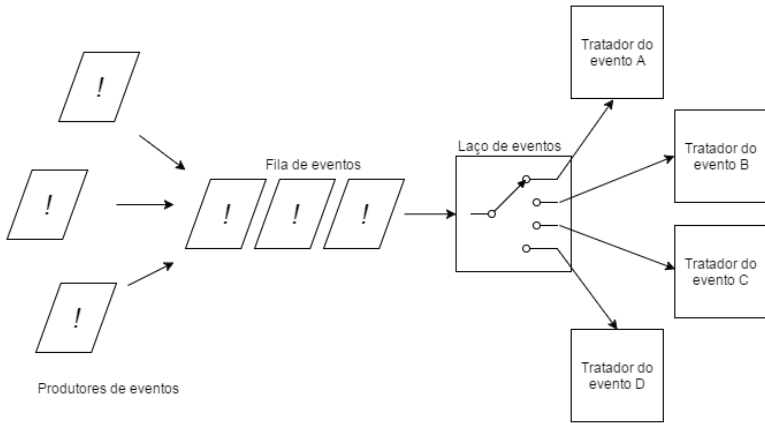 Tratador do
evento A
!
Laço de eventos
Tratador do
evento B
Fila de eventos
!
! ! !
Tratador do
evento C
!
Tratador do
evento D
Produtores de eventos